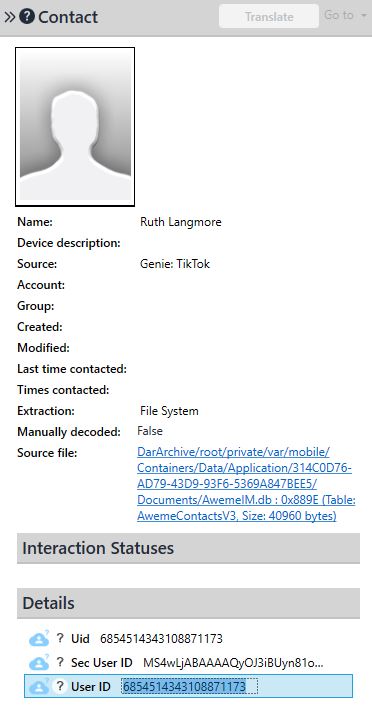 Contact
Translate
Go to
Name: Ruth Langmore
Device description:
Source: Genie: TikTok
Account:
Group:
Created:
Modified:
Last time contacted:
Times contacted:
Extraction: File System
Manually decoded: False
Source file: DarArchive/root/private/var/mobile/
Containers/Data/Application/314C0D76-
AD79-43D9-93F6-5369A847BEE5/
Documents/AwemeIM.db : 0x889E (Table:
AwemeContactsV3, Size: 40960 bytes)
Interaction Statuses
Details
? Uid 6854514343108871173
? Sec User ID MS4wLjABAAAAQyOJ3iBUyn81o...
? User ID 6854514343108871173